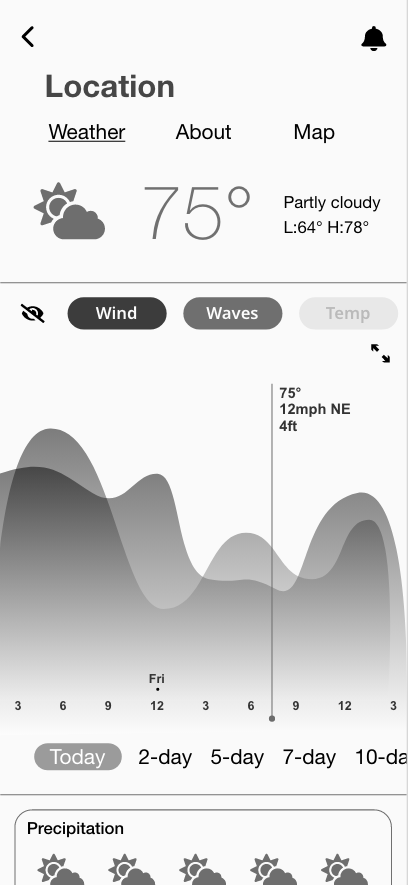 Location
Weather About Map
75°
Partly cloudy
L:64° H:78°
Wind Waves Temp
75°
12mph NE
4ft
Fri
3 6 9 12 3 6 9 12 3
Today 2-day 5-day 7-day 10-da
Precipitation